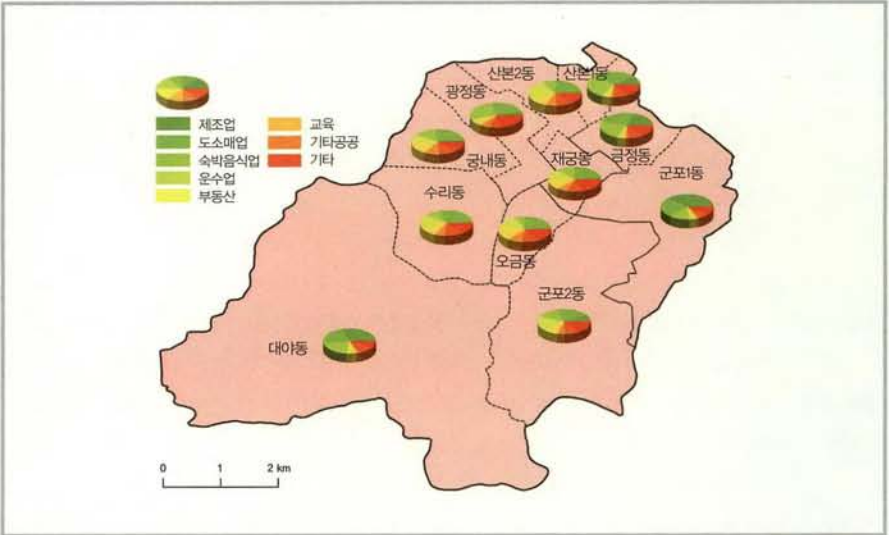 제조업
도소매업
숙박음식업
운수업
부동산
교육
기타공공
기타
산본2동
산본1동
광정동
궁내동
재궁동
금정동
군포1동
수리동
오금동
군포2동
대야동
0 1 2 km